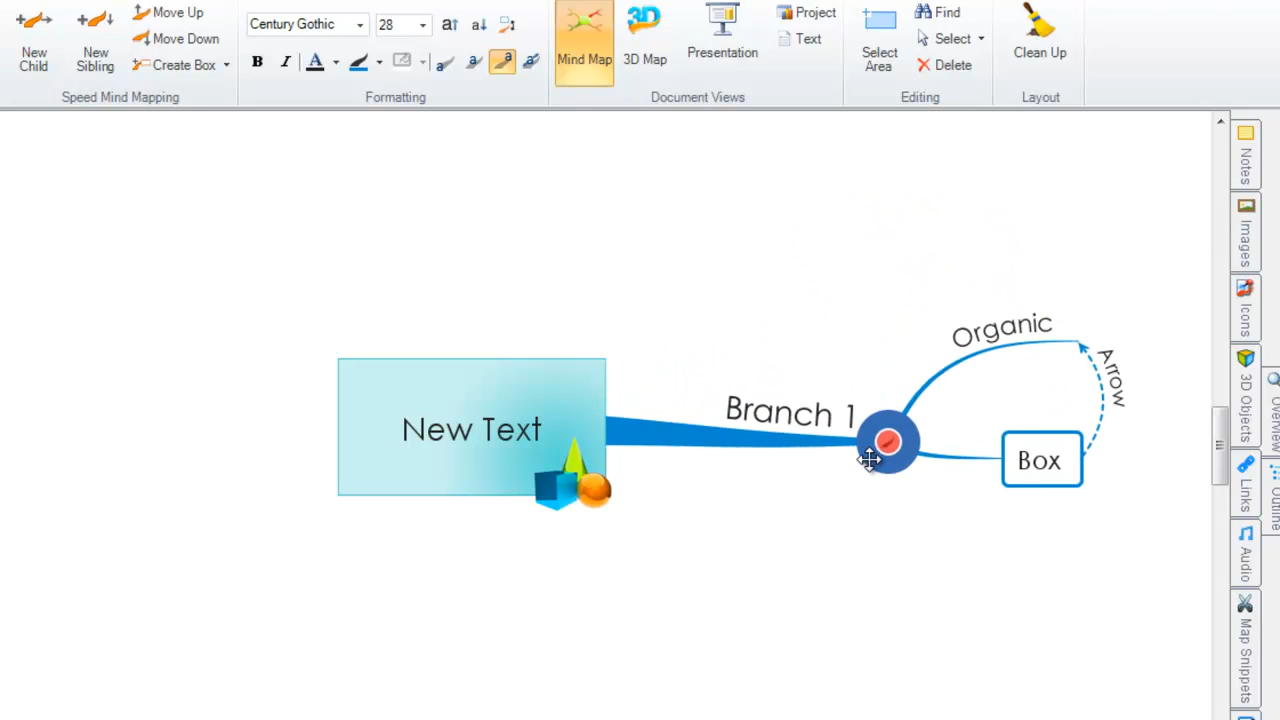 New Child
New Sibling
Move Up
Move Down
Create Box
Speed Mind Mapping
Century Gothic
28
B I A
Formatting
Mind Map
3D
3D Map
Presentation
Project
Text
Document Views
Select Area
Find
Select
Delete
Editing
Clean Up
Layout
New Text
Branch 1
Organic
Arrow
Box
Notes
Images
Icons
3D Objects
Links
Audio
Map Snippets
Overview
Outline